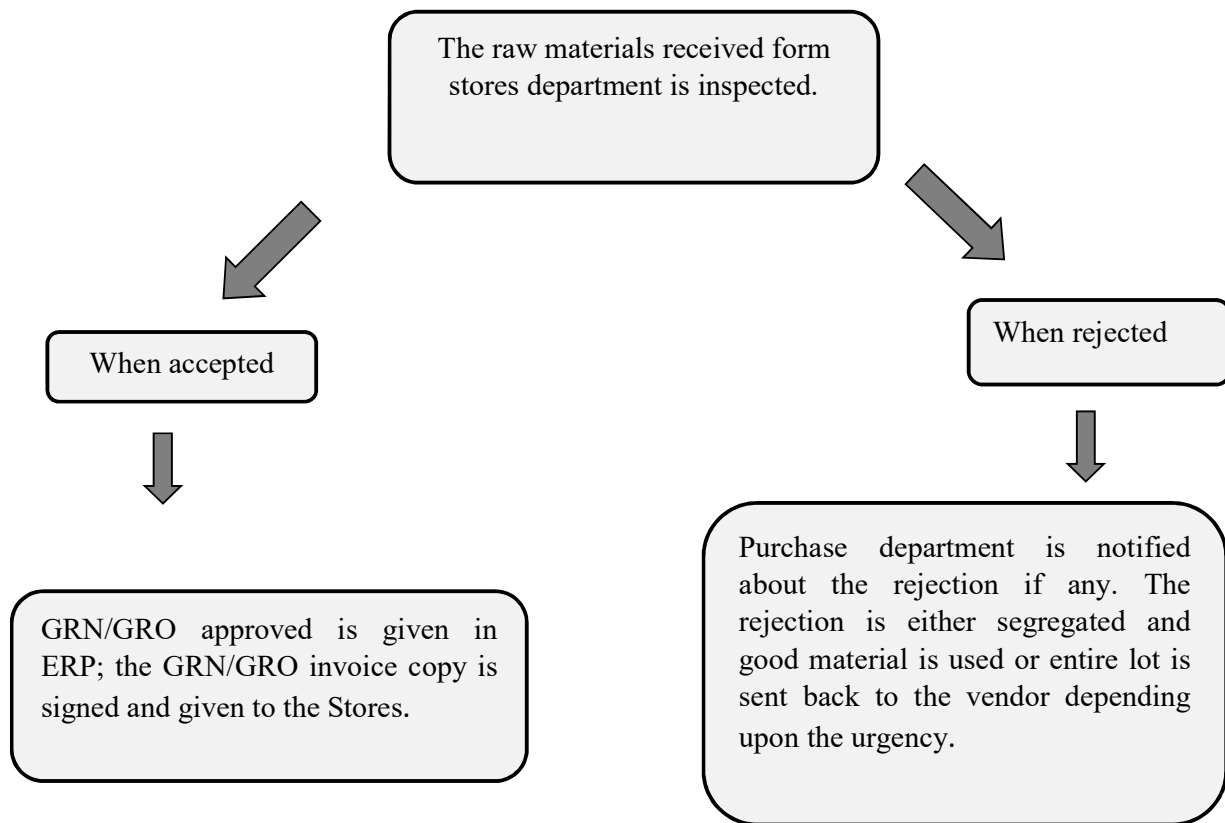 The raw materials received form
stores department is inspected.
When accepted
When rejected
GRN/GRO approved is given in
ERP; the GRN/GRO invoice copy is
signed and given to the Stores.
Purchase department is notified
about the rejection if any. The
rejection is either segregated and
good material is used or entire lot is
sent back to the vendor depending
upon the urgency.